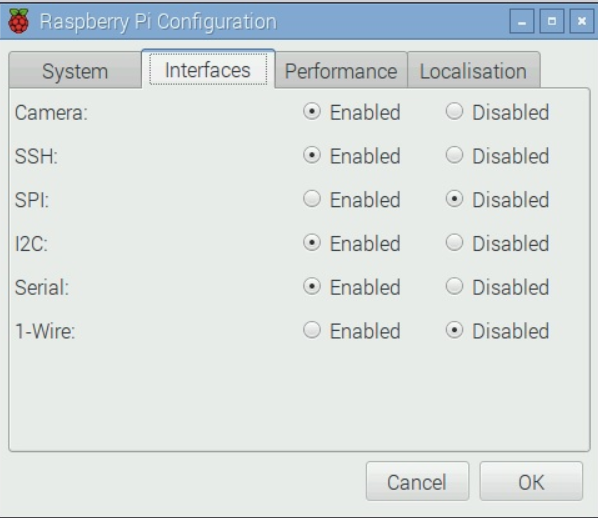 Raspberry Pi Configuration
System Interfaces Performance Localisation
Camera: Enabled Disabled
SSH: Enabled Disabled
SPI: Enabled Disabled
I2C: Enabled Disabled
Serial: Enabled Disabled
1-Wire: Enabled Disabled
Cancel OK